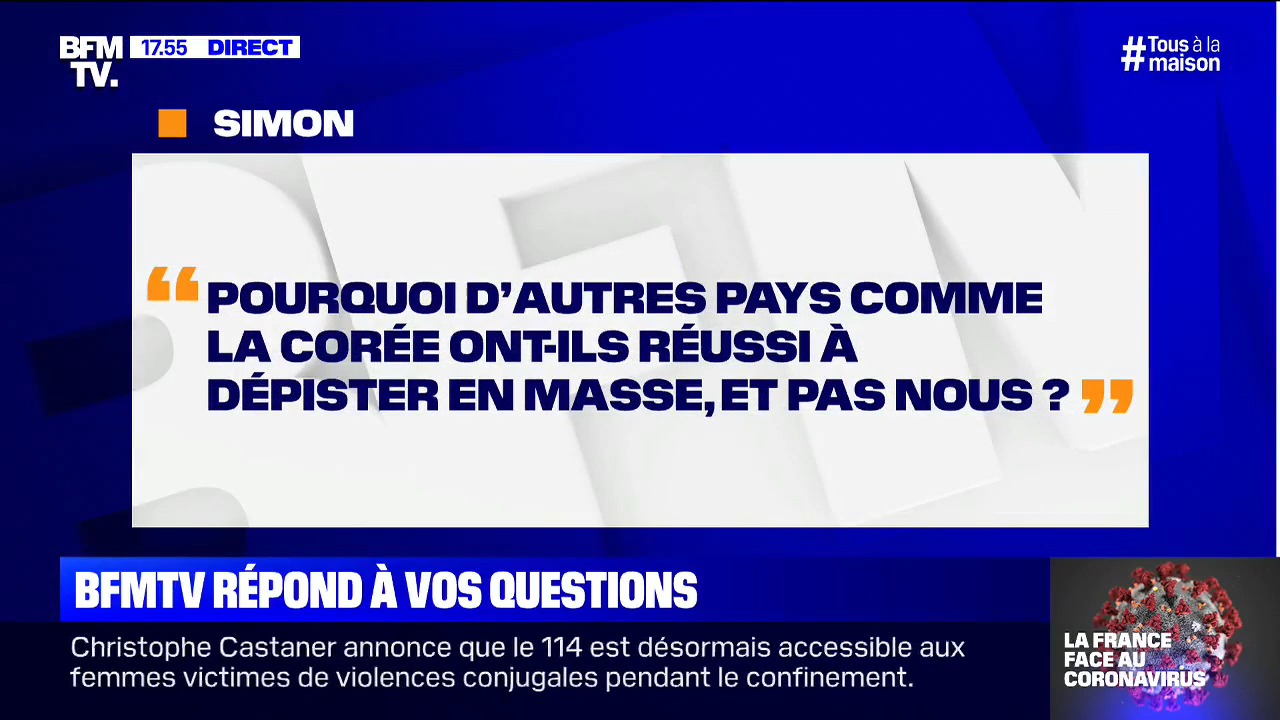 BFM
TV.
17.55 DIRECT
#Tous à la
maison
SIMON
“POURQUOI D’AUTRES PAYS COMME
LA CORÉE ONT-ILS RÉUSSI À
DÉPISTER EN MASSE, ET PAS NOUS ?”
BFMTV RÉPOND À VOS QUESTIONS
Christophe Castaner annonce que le 114 est désormais accessible aux
femmes victimes de violences conjugales pendant le confinement.
LA FRANCE
FACE AU
CORONAVIRUS